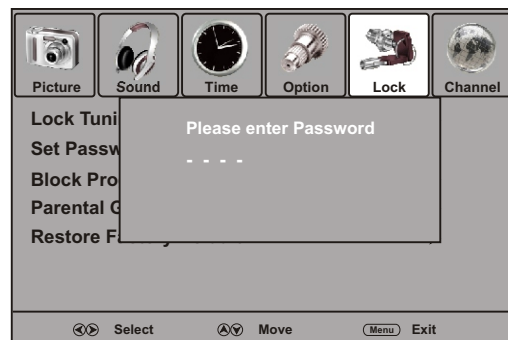 Picture Sound Time Option Lock Channel
Lock Tuni
Please enter Password
Set Passw
- - - -
Block Pro
Parental G
Restore F
Select Move Menu Exit